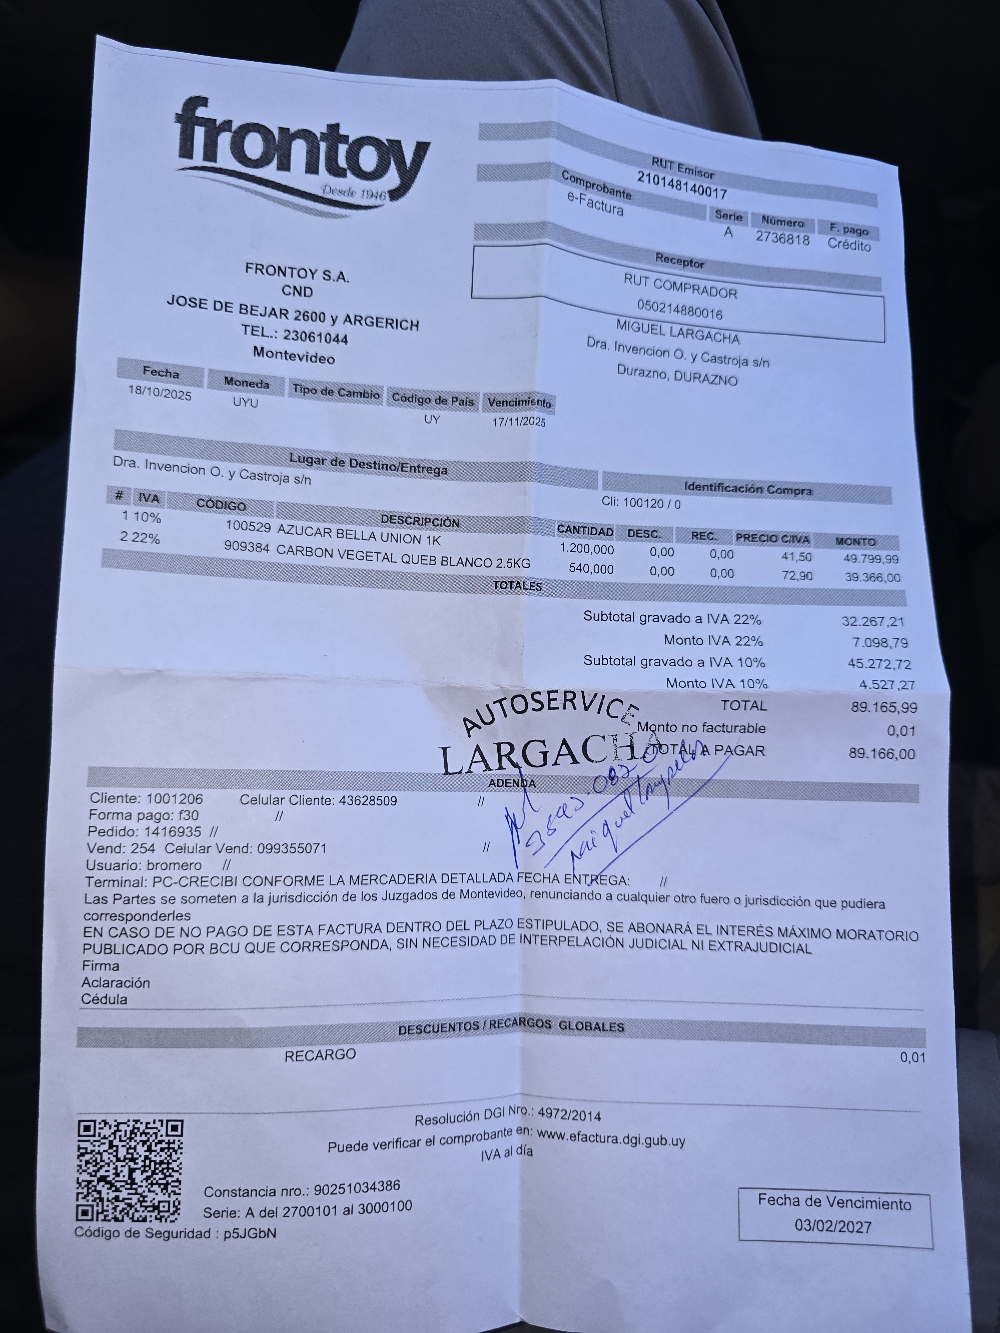 frontoy
Desde 1946
RUT Emisor
210148140017
Comprobante Serie Número F. pago
e-Factura A 2736818 Crédito
Receptor
RUT COMPRADOR
050214880016
MIGUEL LARGACHA
Dra. Invencion O. y Castroja s/n
Durazno, DURAZNO
FRONTOY S.A.
CND
JOSE DE BEJAR 2600 y ARGERICH
TEL.: 23061044
Montevideo
Fecha Moneda Tipo de Cambio Código de País Vencimiento
18/10/2025 UYU UY 17/11/2025
Lugar de Destino/Entrega
Dra. Invencion O. y Castroja s/n
Identificación Compra
Cli: 100120 / 0
# IVA CÓDIGO DESCRIPCIÓN CANTIDAD DESC. REC. PRECIO C/IVA MONTO
1 10% 100529 AZUCAR BELLA UNION 1K 1.200,000 0,00 0,00 41,50 49.799,99
2 22% 909384 CARBON VEGETAL QUEB BLANCO 2.5KG 540,000 0,00 0,00 72,90 39.366,00
TOTALES
Subtotal gravado a IVA 22% 32.267,21
Monto IVA 22% 7.098,79
Subtotal gravado a IVA 10% 45.272,72
Monto IVA 10% 4.527,27
TOTAL 89.165,99
Monto no facturable 0,01
TOTAL A PAGAR 89.166,00
AUTOSERVICE
LARGACHA
ADENDA
Cliente: 1001206 Celular Cliente: 43628509 //
Forma pago: f30 //
Pedido: 1416935 //
Vend: 254 Celular Vend: 099355071 //
Usuario: bromero //
Terminal: PC-CRECIBI CONFORME LA MERCADERIA DETALLADA FECHA ENTREGA: //
Las Partes se someten a la jurisdicción de los Juzgados de Montevideo, renunciando a cualquier otro fuero o jurisdicción que pudiera
corresponderles
EN CASO DE NO PAGO DE ESTA FACTURA DENTRO DEL PLAZO ESTIPULADO, SE ABONARÁ EL INTERÉS MÁXIMO MORATORIO
PUBLICADO POR BCU QUE CORRESPONDA, SIN NECESIDAD DE INTERPELACIÓN JUDICIAL NI EXTRAJUDICIAL
Firma
Aclaración
Cédula
DESCUENTOS / RECARGOS GLOBALES
RECARGO 0,01
Resolución DGI Nro.: 4972/2014
Puede verificar el comprobante en: www.efactura.dgi.gub.uy
IVA al día
Constancia nro.: 90251034386
Serie: A del 2700101 al 3000100
Código de Seguridad : p5JGbN
Fecha de Vencimiento
03/02/2027